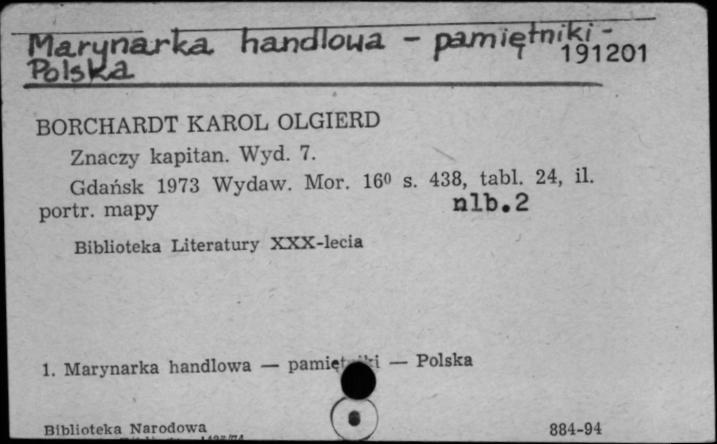 Marynarka handlowa - pamiętniki -
191201
Polska
BORCHARDT KAROL OLGIERD
Znaczy kapitan. Wyd. 7.
Gdańsk 1973 Wydaw. Mor. 16⁰ s. 438, tabl. 24, il.
portr. mapy nlb.2
Biblioteka Literatury XXX-lecia
1. Marynarka handlowa — — Polska
Biblioteka Narodowa 884-94